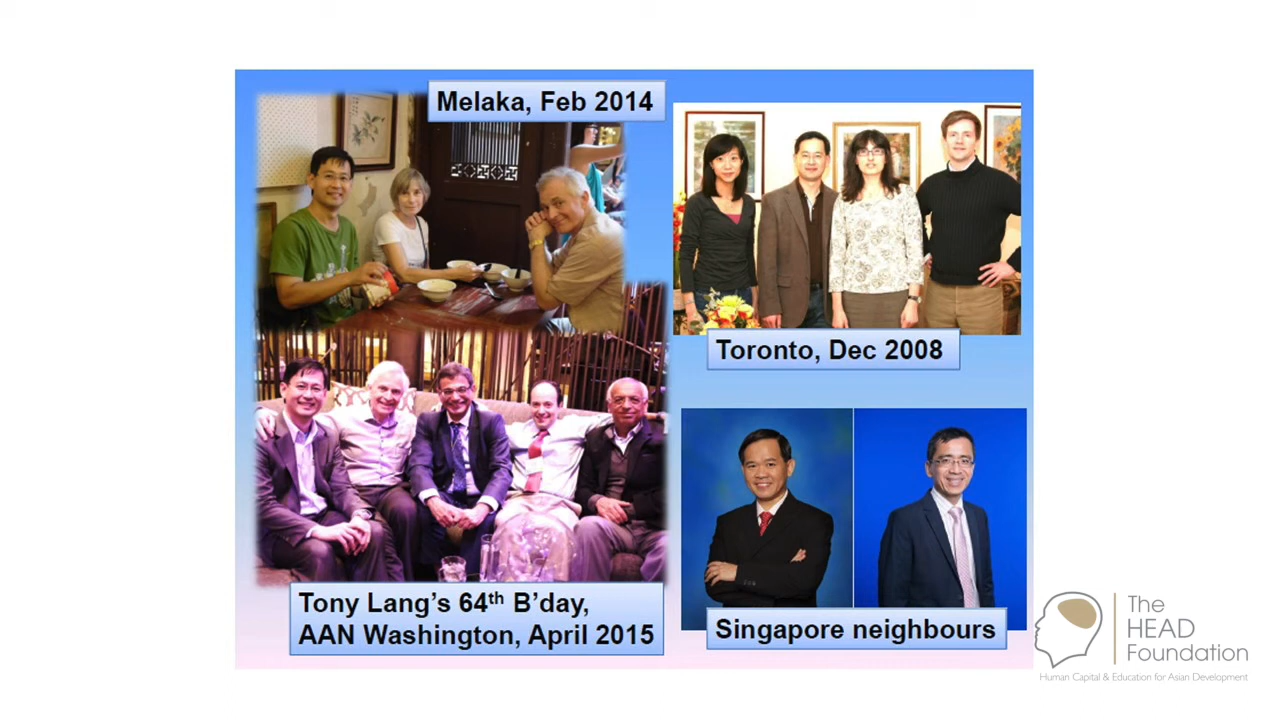 Melaka, Feb 2014
Toronto, Dec 2008
Tony Lang’s 64th B’day,
AAN Washington, April 2015
Singapore neighbours
The
HEAD
Foundation
Human Capital & Education for Asian Development